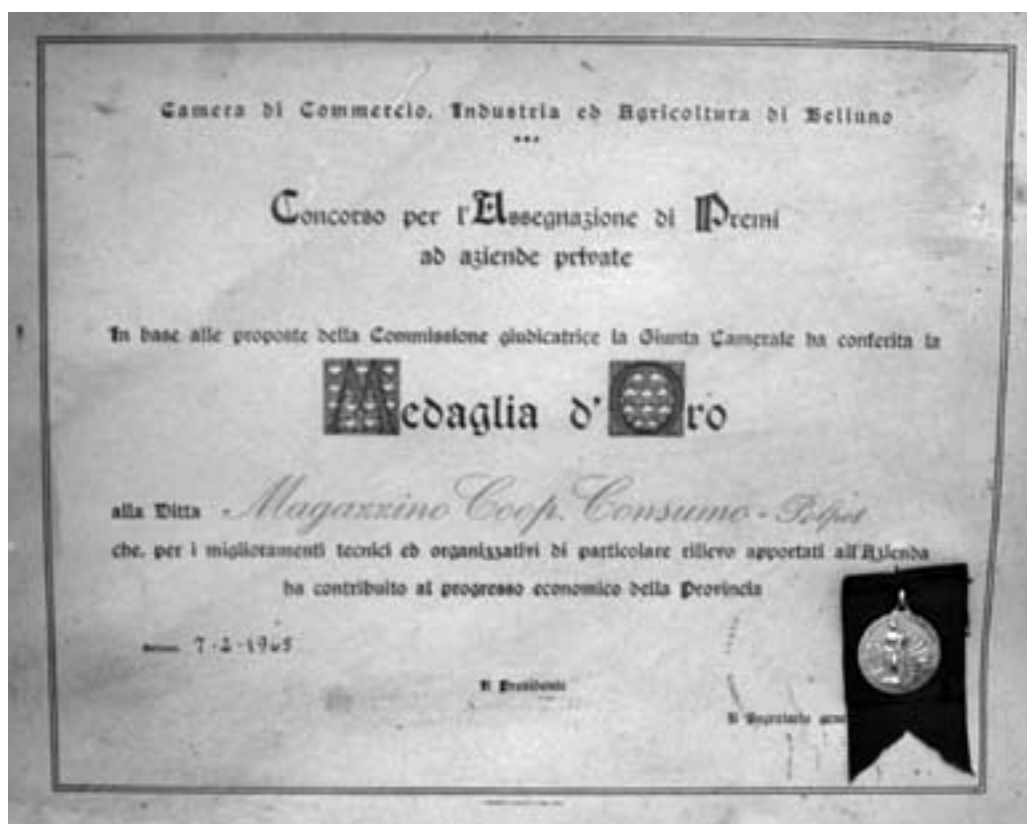 Camera di Commercio, Industria ed Agricoltura di Belluno
Concorso per l'Assegnazione di Premi
ad aziende private
In base alle proposte della Commissione giudicatrice la Giunta Camerale ha conferita la
Medaglia d'Oro
alla Ditta - Magazzino Coop. Consumo - Polpet
che, per i miglioramenti tecnici ed organizzativi di particolare rilievo apportati all'Azienda
ha contribuito al progresso economico della Provincia
Belluno 7-2-1965
Il Presidente
Il Segretario